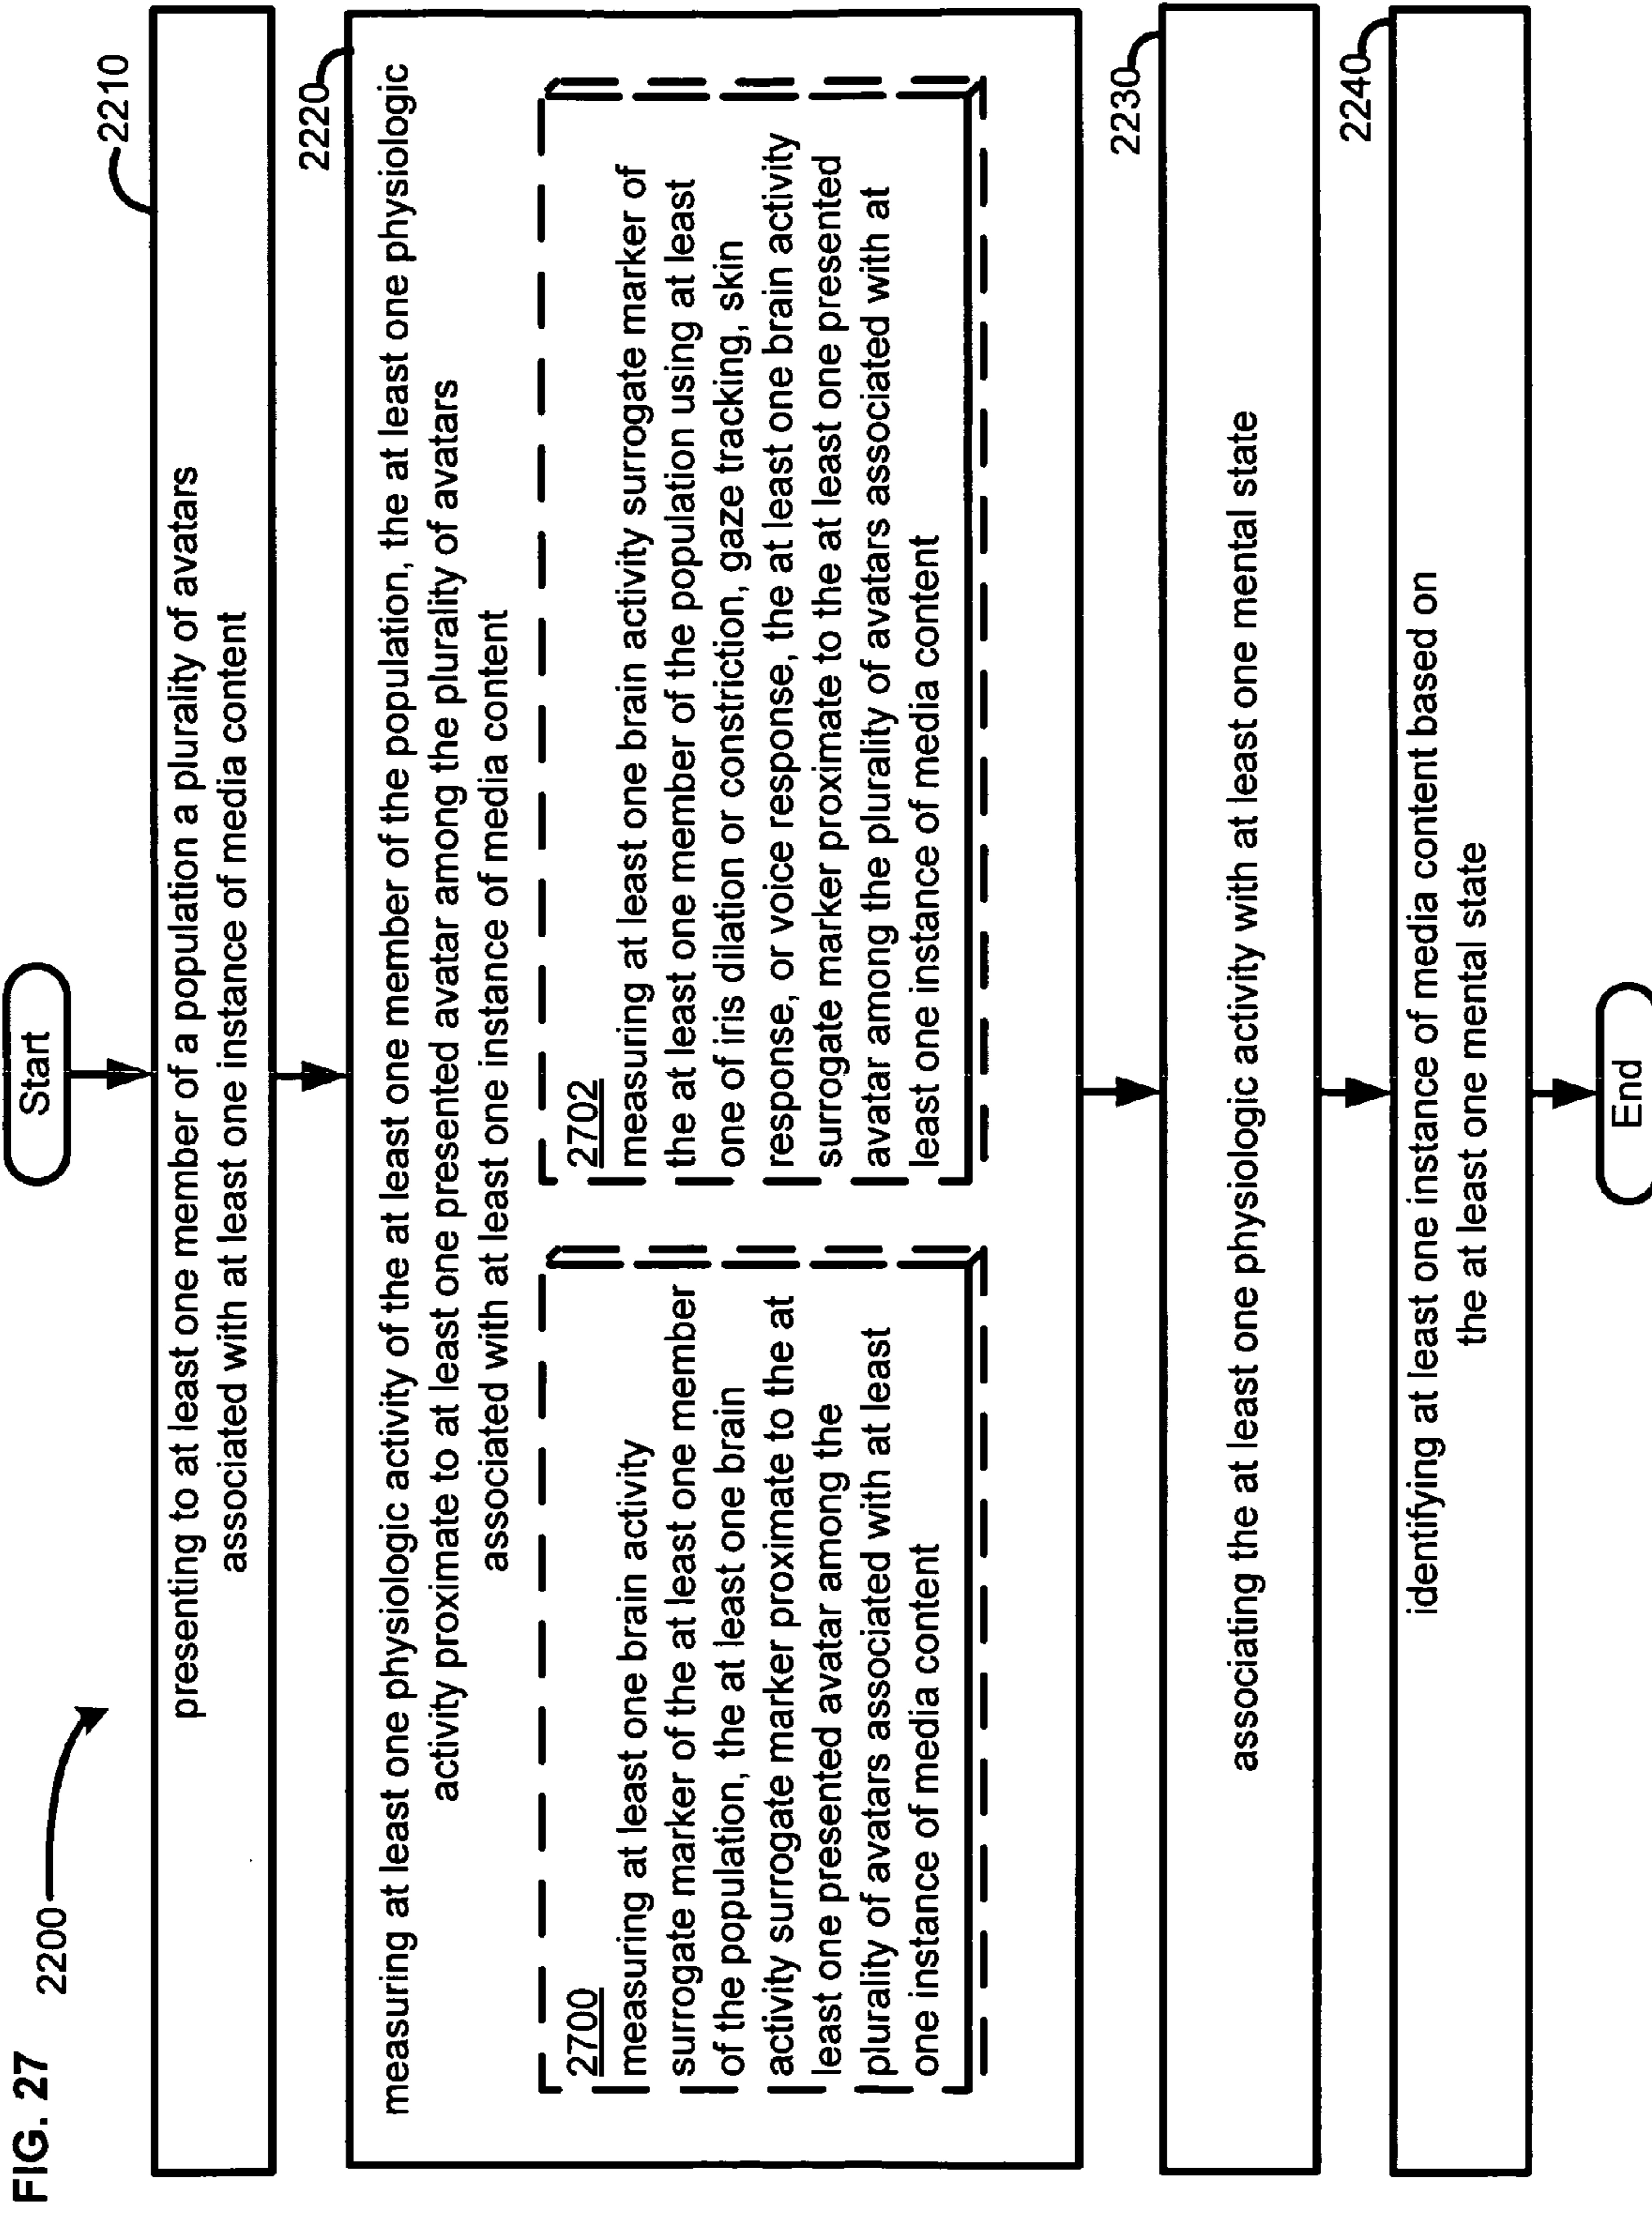 FIG. 27
2200
Start
2210
presenting to at least one member of a population a plurality of avatars
associated with at least one instance of media content
2220
measuring at least one physiologic activity of the at least one member of the population, the at least one physiologic
activity proximate to at least one presented avatar among the plurality of avatars
associated with at least one instance of media content
2700
measuring at least one brain activity
surrogate marker of the at least one member
of the population, the at least one brain
activity surrogate marker proximate to the at
least one presented avatar among the
plurality of avatars associated with at least
one instance of media content
2702
measuring at least one brain activity surrogate marker of
the at least one member of the population using at least
one of iris dilation or constriction, gaze tracking, skin
response, or voice response, the at least one brain activity
surrogate marker proximate to the at least one presented
avatar among the plurality of avatars associated with at
least one instance of media content
2230
associating the at least one physiologic activity with at least one mental state
2240
identifying at least one instance of media content based on
the at least one mental state
End